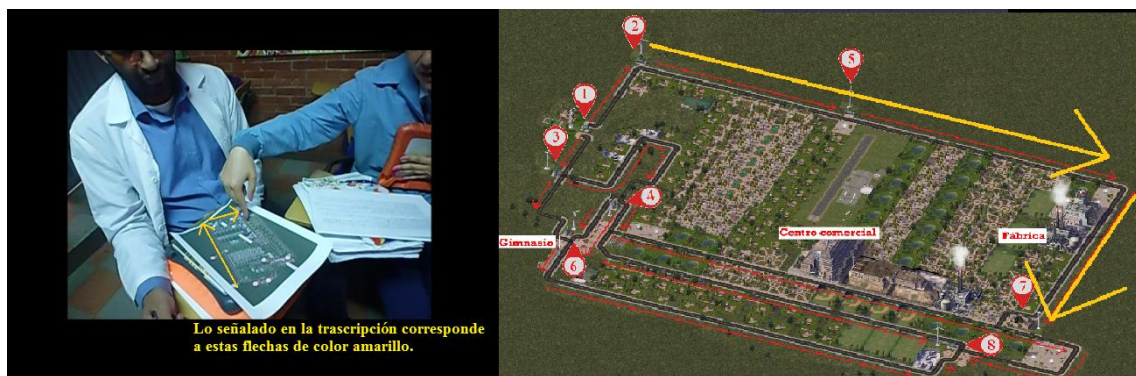 Lo señalado en la trascripción corresponde
a estas flechas de color amarillo.
2
5
1
3
4
Gimnasio
Centro comercial
Fábrica
6
7
8